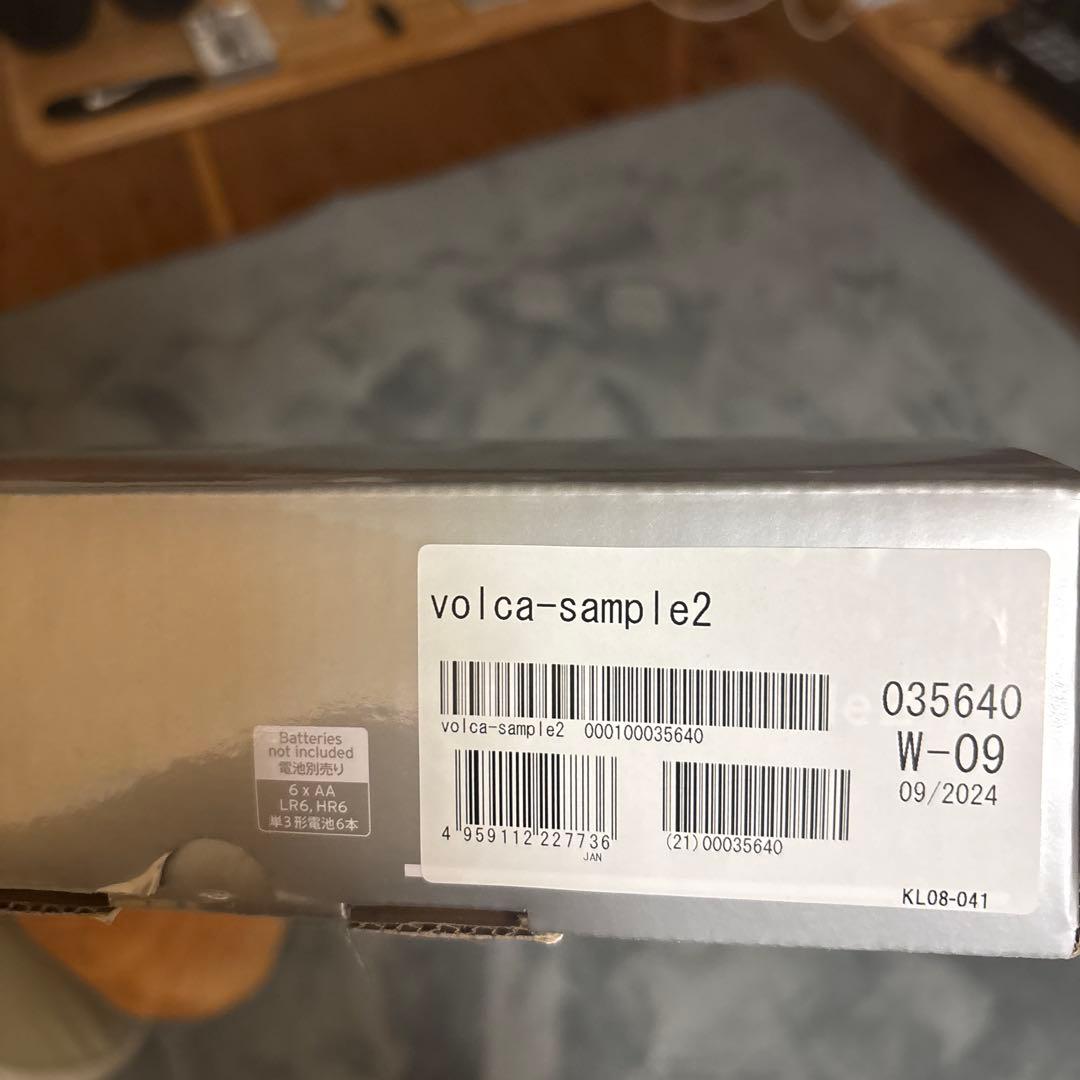 volca-sample2
volca-sample2 000100035640
035640
W-09
09/2024
4 959112 227736
JAN
(21)00035640
KL08-041
Batteries
not included
電池別売り
6 x AA
LR6, HR6
単3形電池6本